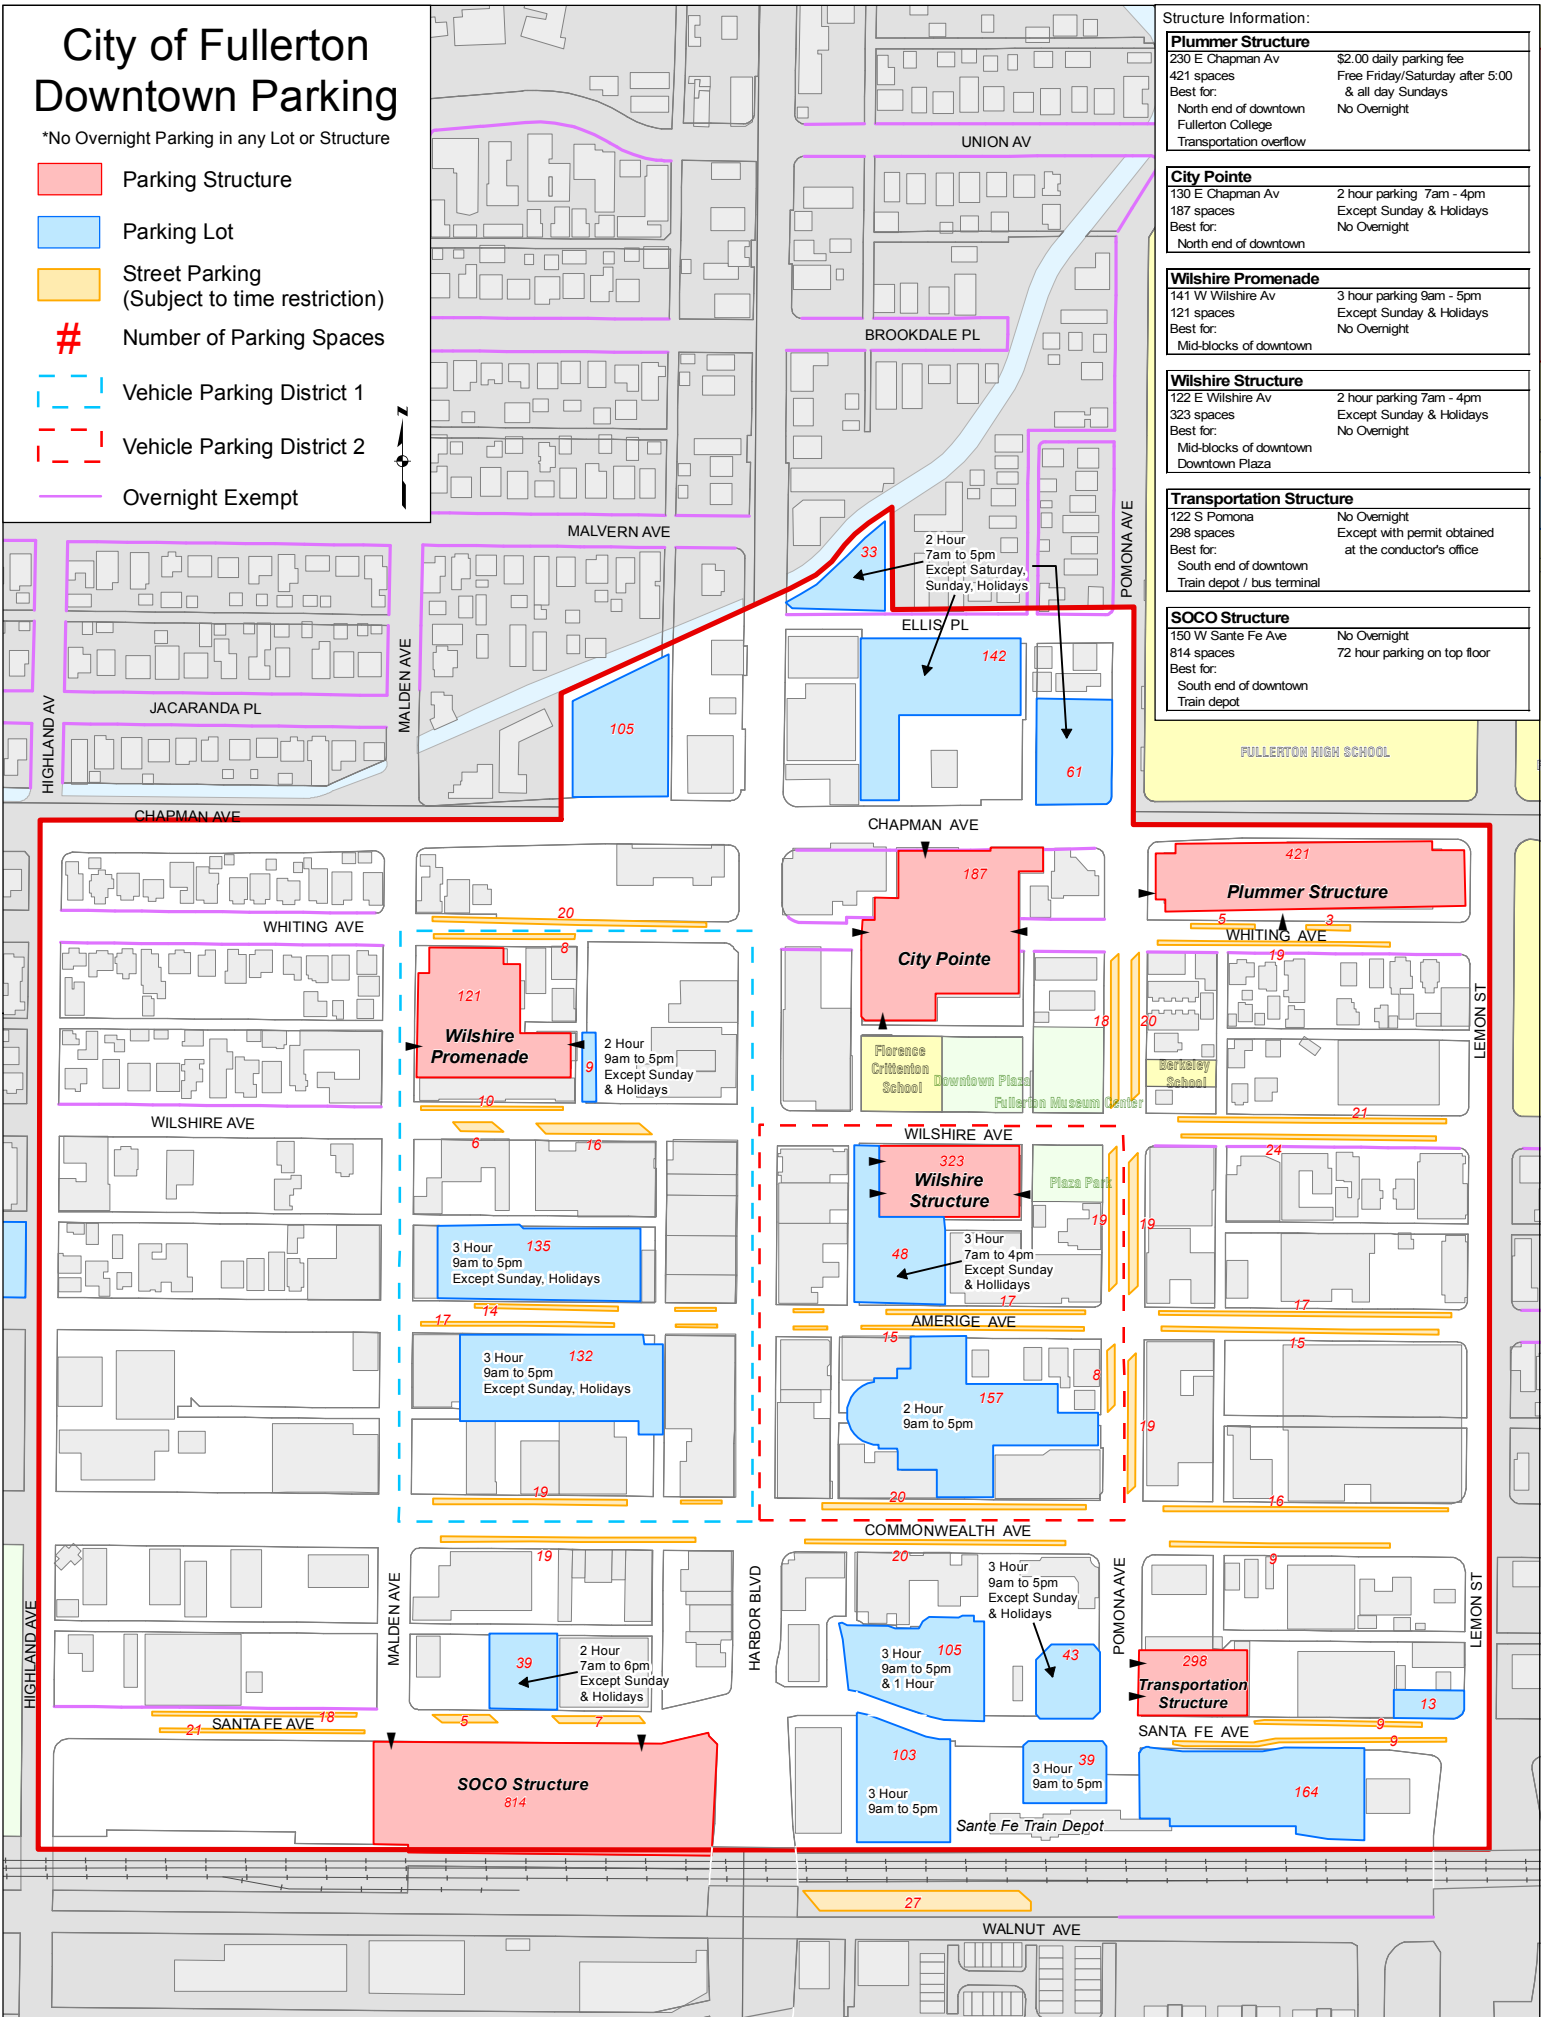 City of Fullerton
Downtown Parking
*No Overnight Parking in any Lot or Structure
Parking Structure
Parking Lot
Street Parking
(Subject to time restriction)
# Number of Parking Spaces
Vehicle Parking District 1
Vehicle Parking District 2
Overnight Exempt
z
Structure Information:
Plummer Structure
230 E Chapman Av $2.00 daily parking fee
421 spaces Free Friday/Saturday after 5:00
Best for: & all day Sundays
North end of downtown No Overnight
Fullerton College
Transportation overflow
City Pointe
130 E Chapman Av 2 hour parking 7am - 4pm
187 spaces Except Sunday & Holidays
Best for: No Overnight
North end of downtown
Wilshire Promenade
141 W Wilshire Av 3 hour parking 9am - 5pm
121 spaces Except Sunday & Holidays
Best for: No Overnight
Mid-blocks of downtown
Wilshire Structure
122 E Wilshire Av 2 hour parking 7am - 4pm
323 spaces Except Sunday & Holidays
Best for: No Overnight
Mid-blocks of downtown
Downtown Plaza
Transportation Structure
122 S Pomona No Overnight
298 spaces Except with permit obtained
Best for: at the conductor's office
South end of downtown
Train depot / bus terminal
SOCO Structure
150 W Sante Fe Ave No Overnight
814 spaces 72 hour parking on top floor
Best for:
South end of downtown
Train depot
UNION AV
BROOKDALE PL
MALVERN AVE
POMONA AVE
33
2 Hour
7am to 5pm
Except Saturday,
Sunday, Holidays
ELLIS PL
142
61
105
MALDEN AVE
JACARANDA PL
HIGHLAND AV
FULLERTON HIGH SCHOOL
CHAPMAN AVE
CHAPMAN AVE
187
City Pointe
421
Plummer Structure
5
3
WHITING AVE
19
20
WHITING AVE
8
121
Wilshire
Promenade
9
2 Hour
9am to 5pm
Except Sunday
& Holidays
10
18
20
LEMON ST
Florence
Crittenton
School
Downtown Plaza
Fullerton Museum Center
Berkeley
School
21
WILSHIRE AVE
6
16
WILSHIRE AVE
323
Wilshire
Structure
Plaza Park
24
19
19
135
3 Hour
9am to 5pm
Except Sunday, Holidays
48
3 Hour
7am to 4pm
Except Sunday
& Hollidays
17
14
17
AMERIGE AVE
17
15
15
132
3 Hour
9am to 5pm
Except Sunday, Holidays
157
2 Hour
9am to 5pm
8
19
19
20
16
COMMONWEALTH AVE
19
20
9
3 Hour
9am to 5pm
Except Sunday
& Holidays
HIGHLAND AVE
MALDEN AVE
HARBOR BLVD
POMONA AVE
LEMON ST
39
2 Hour
7am to 6pm
Except Sunday
& Holidays
105
3 Hour
9am to 5pm
& 1 Hour
43
298
Transportation
Structure
13
18
SANTA FE AVE
21
5
7
SANTA FE AVE
9
9
SOCO Structure
814
103
3 Hour
9am to 5pm
39
3 Hour
9am to 5pm
164
Sante Fe Train Depot
27
WALNUT AVE